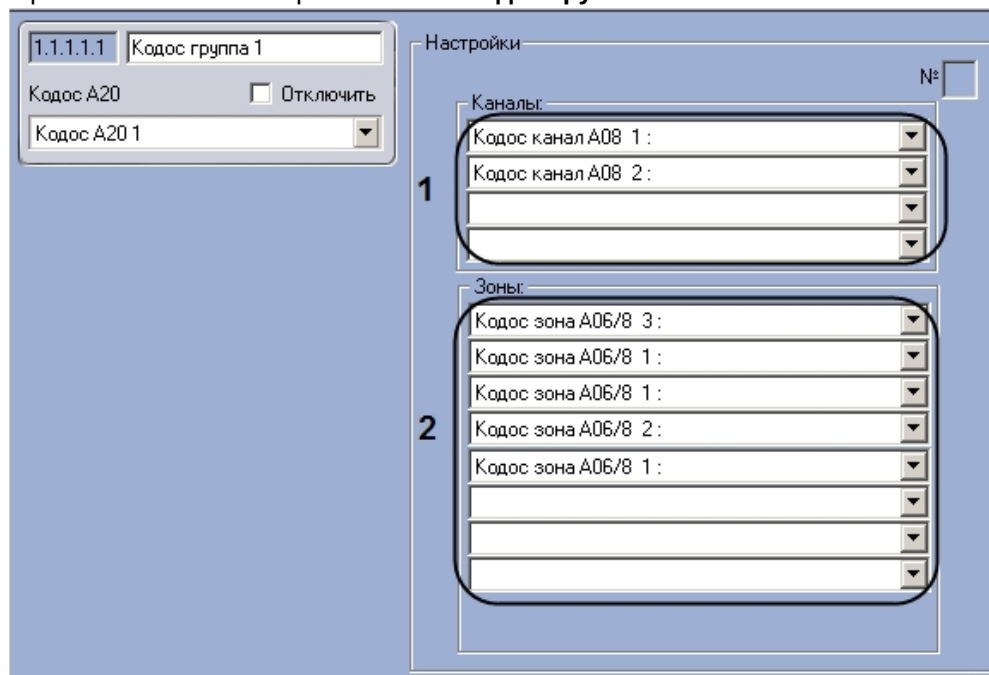 1.1.1.1.1 Кодос группа 1
Кодос А20 Отключить
Кодос А20 1
Настройки
№
Каналы:
1
Кодос канал А08 1 :
Кодос канал А08 2 :
Зоны:
2
Кодос зона А06/8 3 :
Кодос зона А06/8 1 :
Кодос зона А06/8 1 :
Кодос зона А06/8 2 :
Кодос зона А06/8 1 :